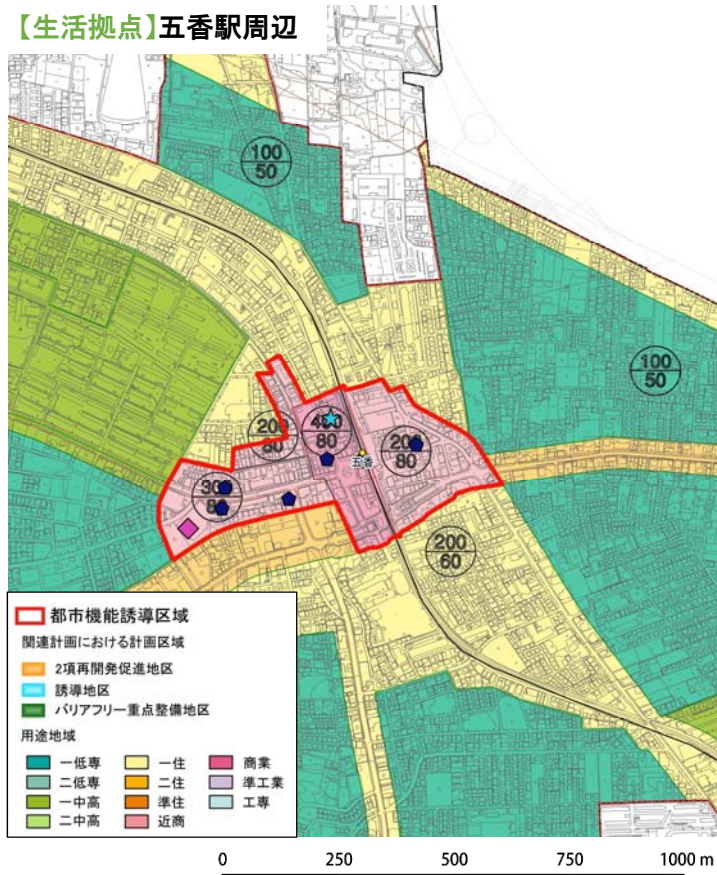 【生活拠点】五香駅周辺
100
50
100
50
200
80
400
80
200
80
五香
300
80
200
60
都市機能誘導区域
関連計画における計画区域
2項再開発促進地区
誘導地区
バリアフリー重点整備地区
用途地域
一低専 一住 商業
二低専 二住 準工業
一中高 準住 工専
二中高 近商
0 250 500 750 1000 m